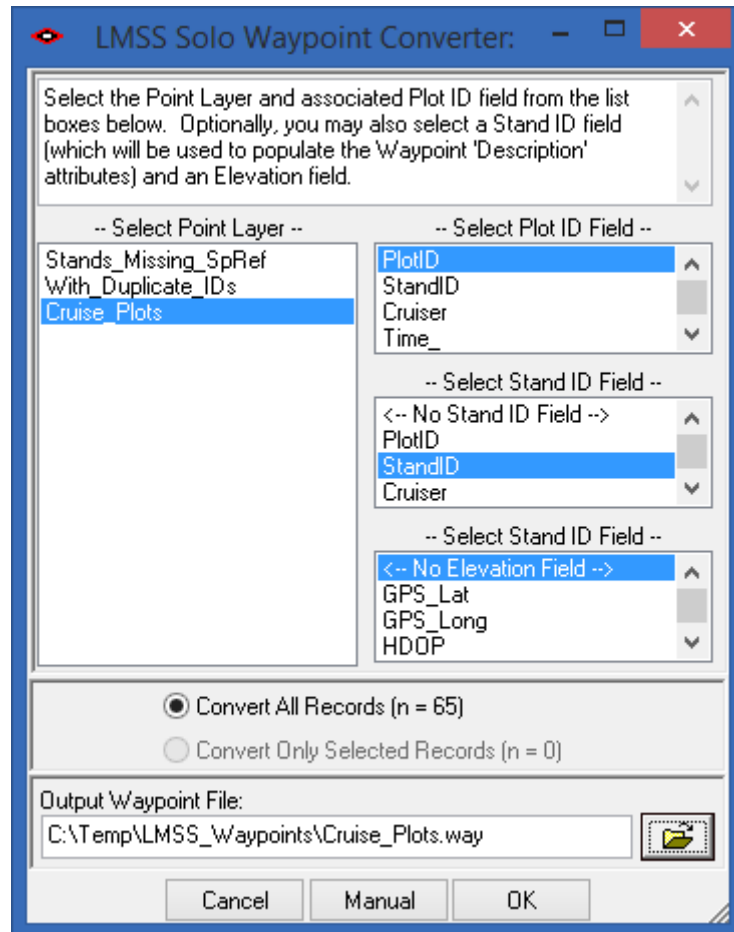 LMSS Solo Waypoint Converter:
Select the Point Layer and associated Plot ID field from the list
boxes below. Optionally, you may also select a Stand ID field
(which will be used to populate the Waypoint 'Description'
attributes) and an Elevation field.
-- Select Point Layer --
Stands_Missing_SpRef
With_Duplicate_IDs
Cruise_Plots
-- Select Plot ID Field --
PlotID
StandID
Cruiser
Time_
-- Select Stand ID Field --
<-- No Stand ID Field -->
PlotID
StandID
Cruiser
-- Select Stand ID Field --
<-- No Elevation Field -->
GPS_Lat
GPS_Long
HDOP
Convert All Records (n = 65)
Convert Only Selected Records (n = 0)
Output Waypoint File:
C:\Temp\LMSS_Waypoints\Cruise_Plots.way
Cancel
Manual
OK